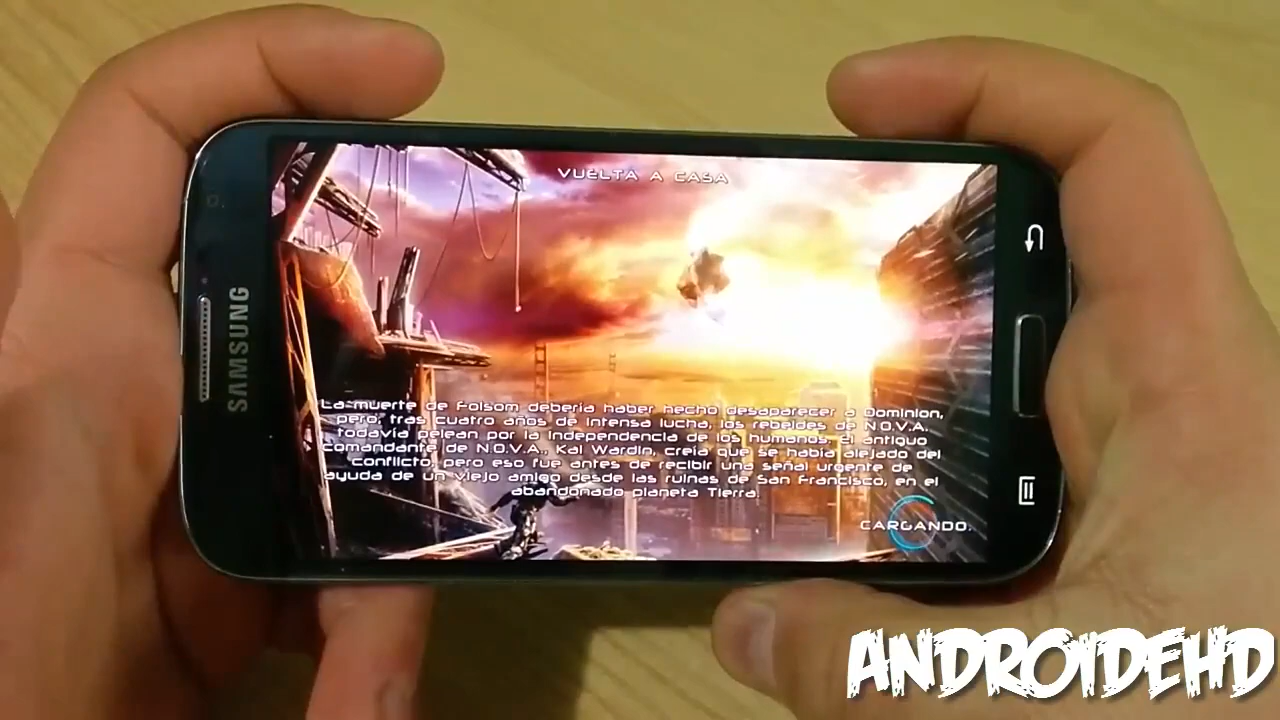 SAMSUNG
VUELTA A CASA
La muerte de Folsom debería haber hecho desaparecer a Dominion,
pero, tras cuatro años de intensa lucha, los rebeldes de N.O.V.A.
todavía pelean por la independencia de los humanos. El antiguo
comandante de N.O.V.A., Kal Wardin, creía que se había alejado del
conflicto, pero eso fue antes de recibir una señal urgente de
ayuda de un viejo amigo desde las ruinas de San Francisco, en el
abandonado planeta Tierra.
CARGANDO.
ANDROIDEHD